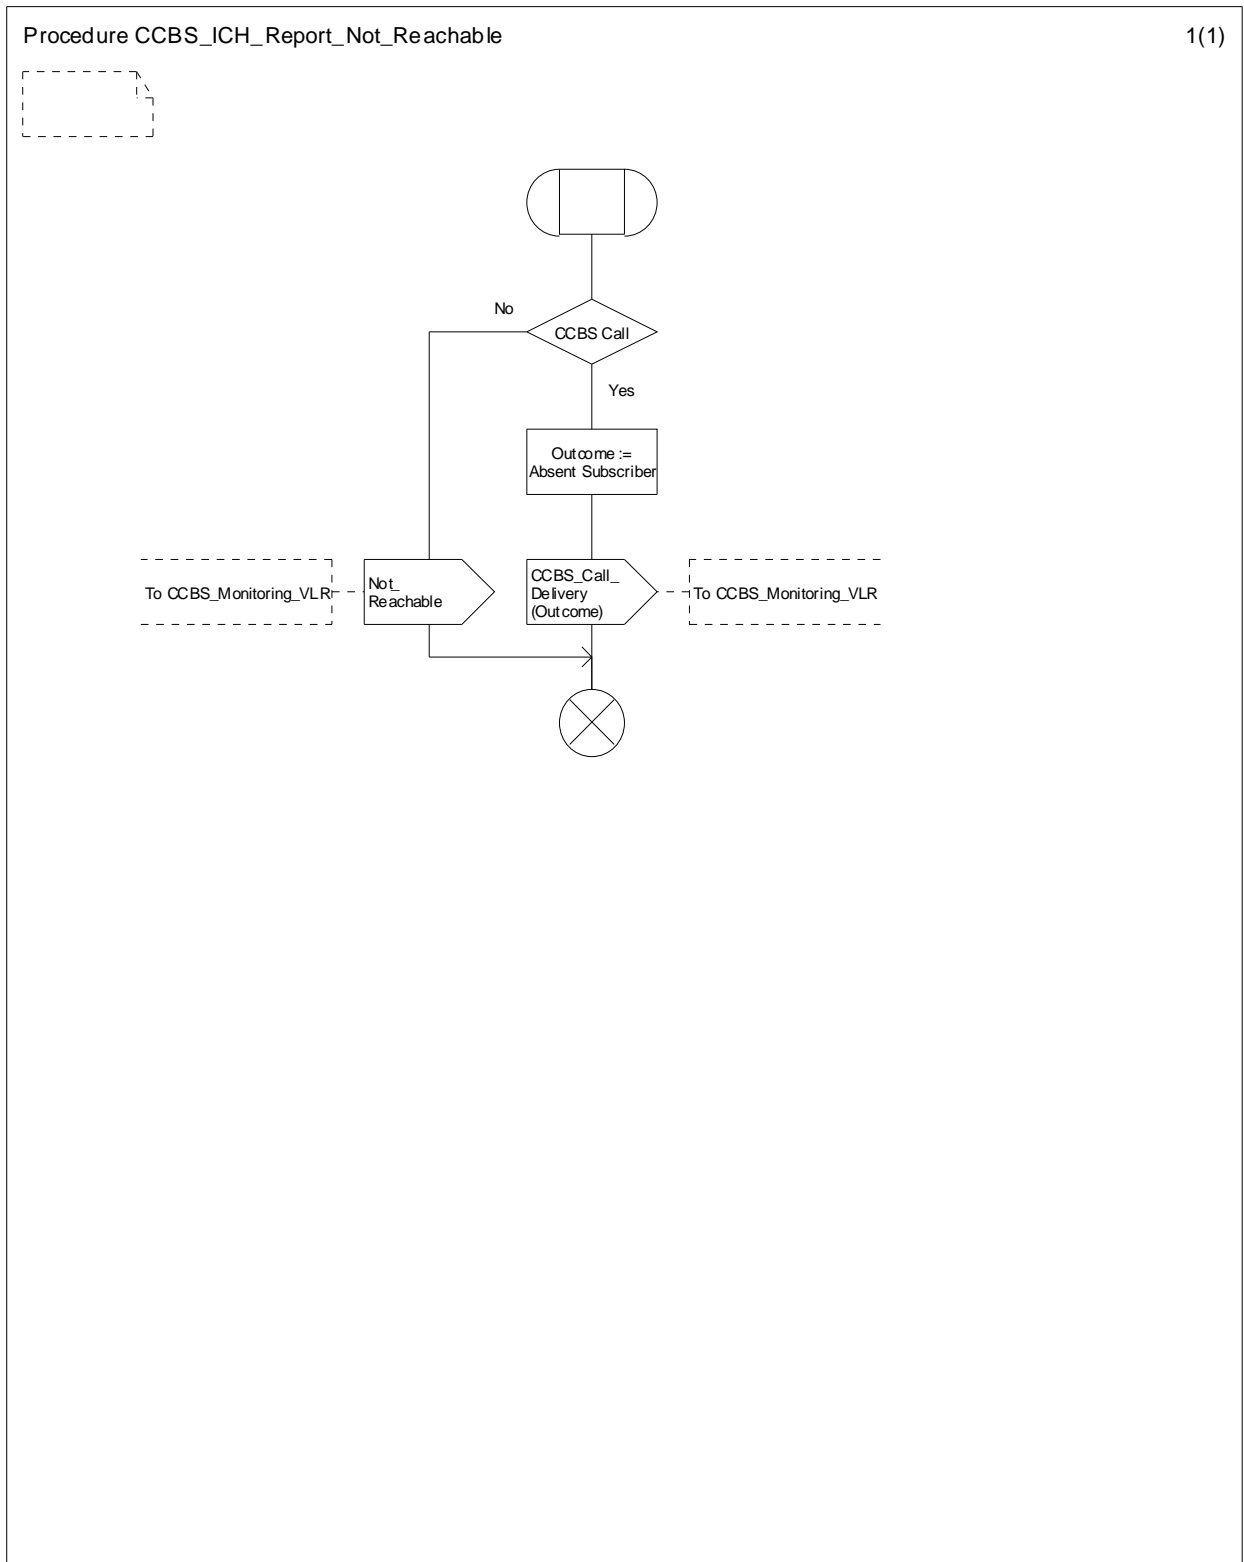 Procedure CCBS_ICH_Report_Not_Reachable
1(1)
No
CCBS Call
Yes
Outcome :=
Absent Subscriber
To CCBS_Monitoring_VLR
Not_
Reachable
CCBS_Call_
Delivery
(Outcome)
To CCBS_Monitoring_VLR